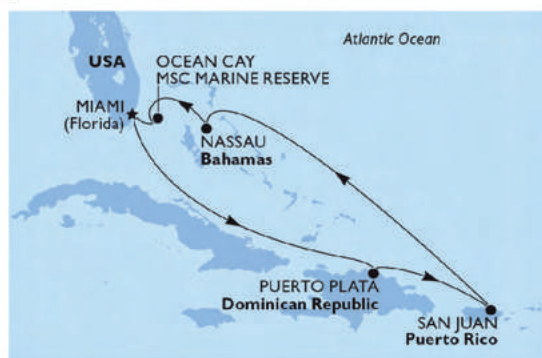 Atlantic Ocean
USA
OCEAN CAY
MSC MARINE RESERVE
MIAMI
(Florida)
NASSAU
Bahamas
PUERTO PLATA
Dominican Republic
SAN JUAN
Puerto Rico